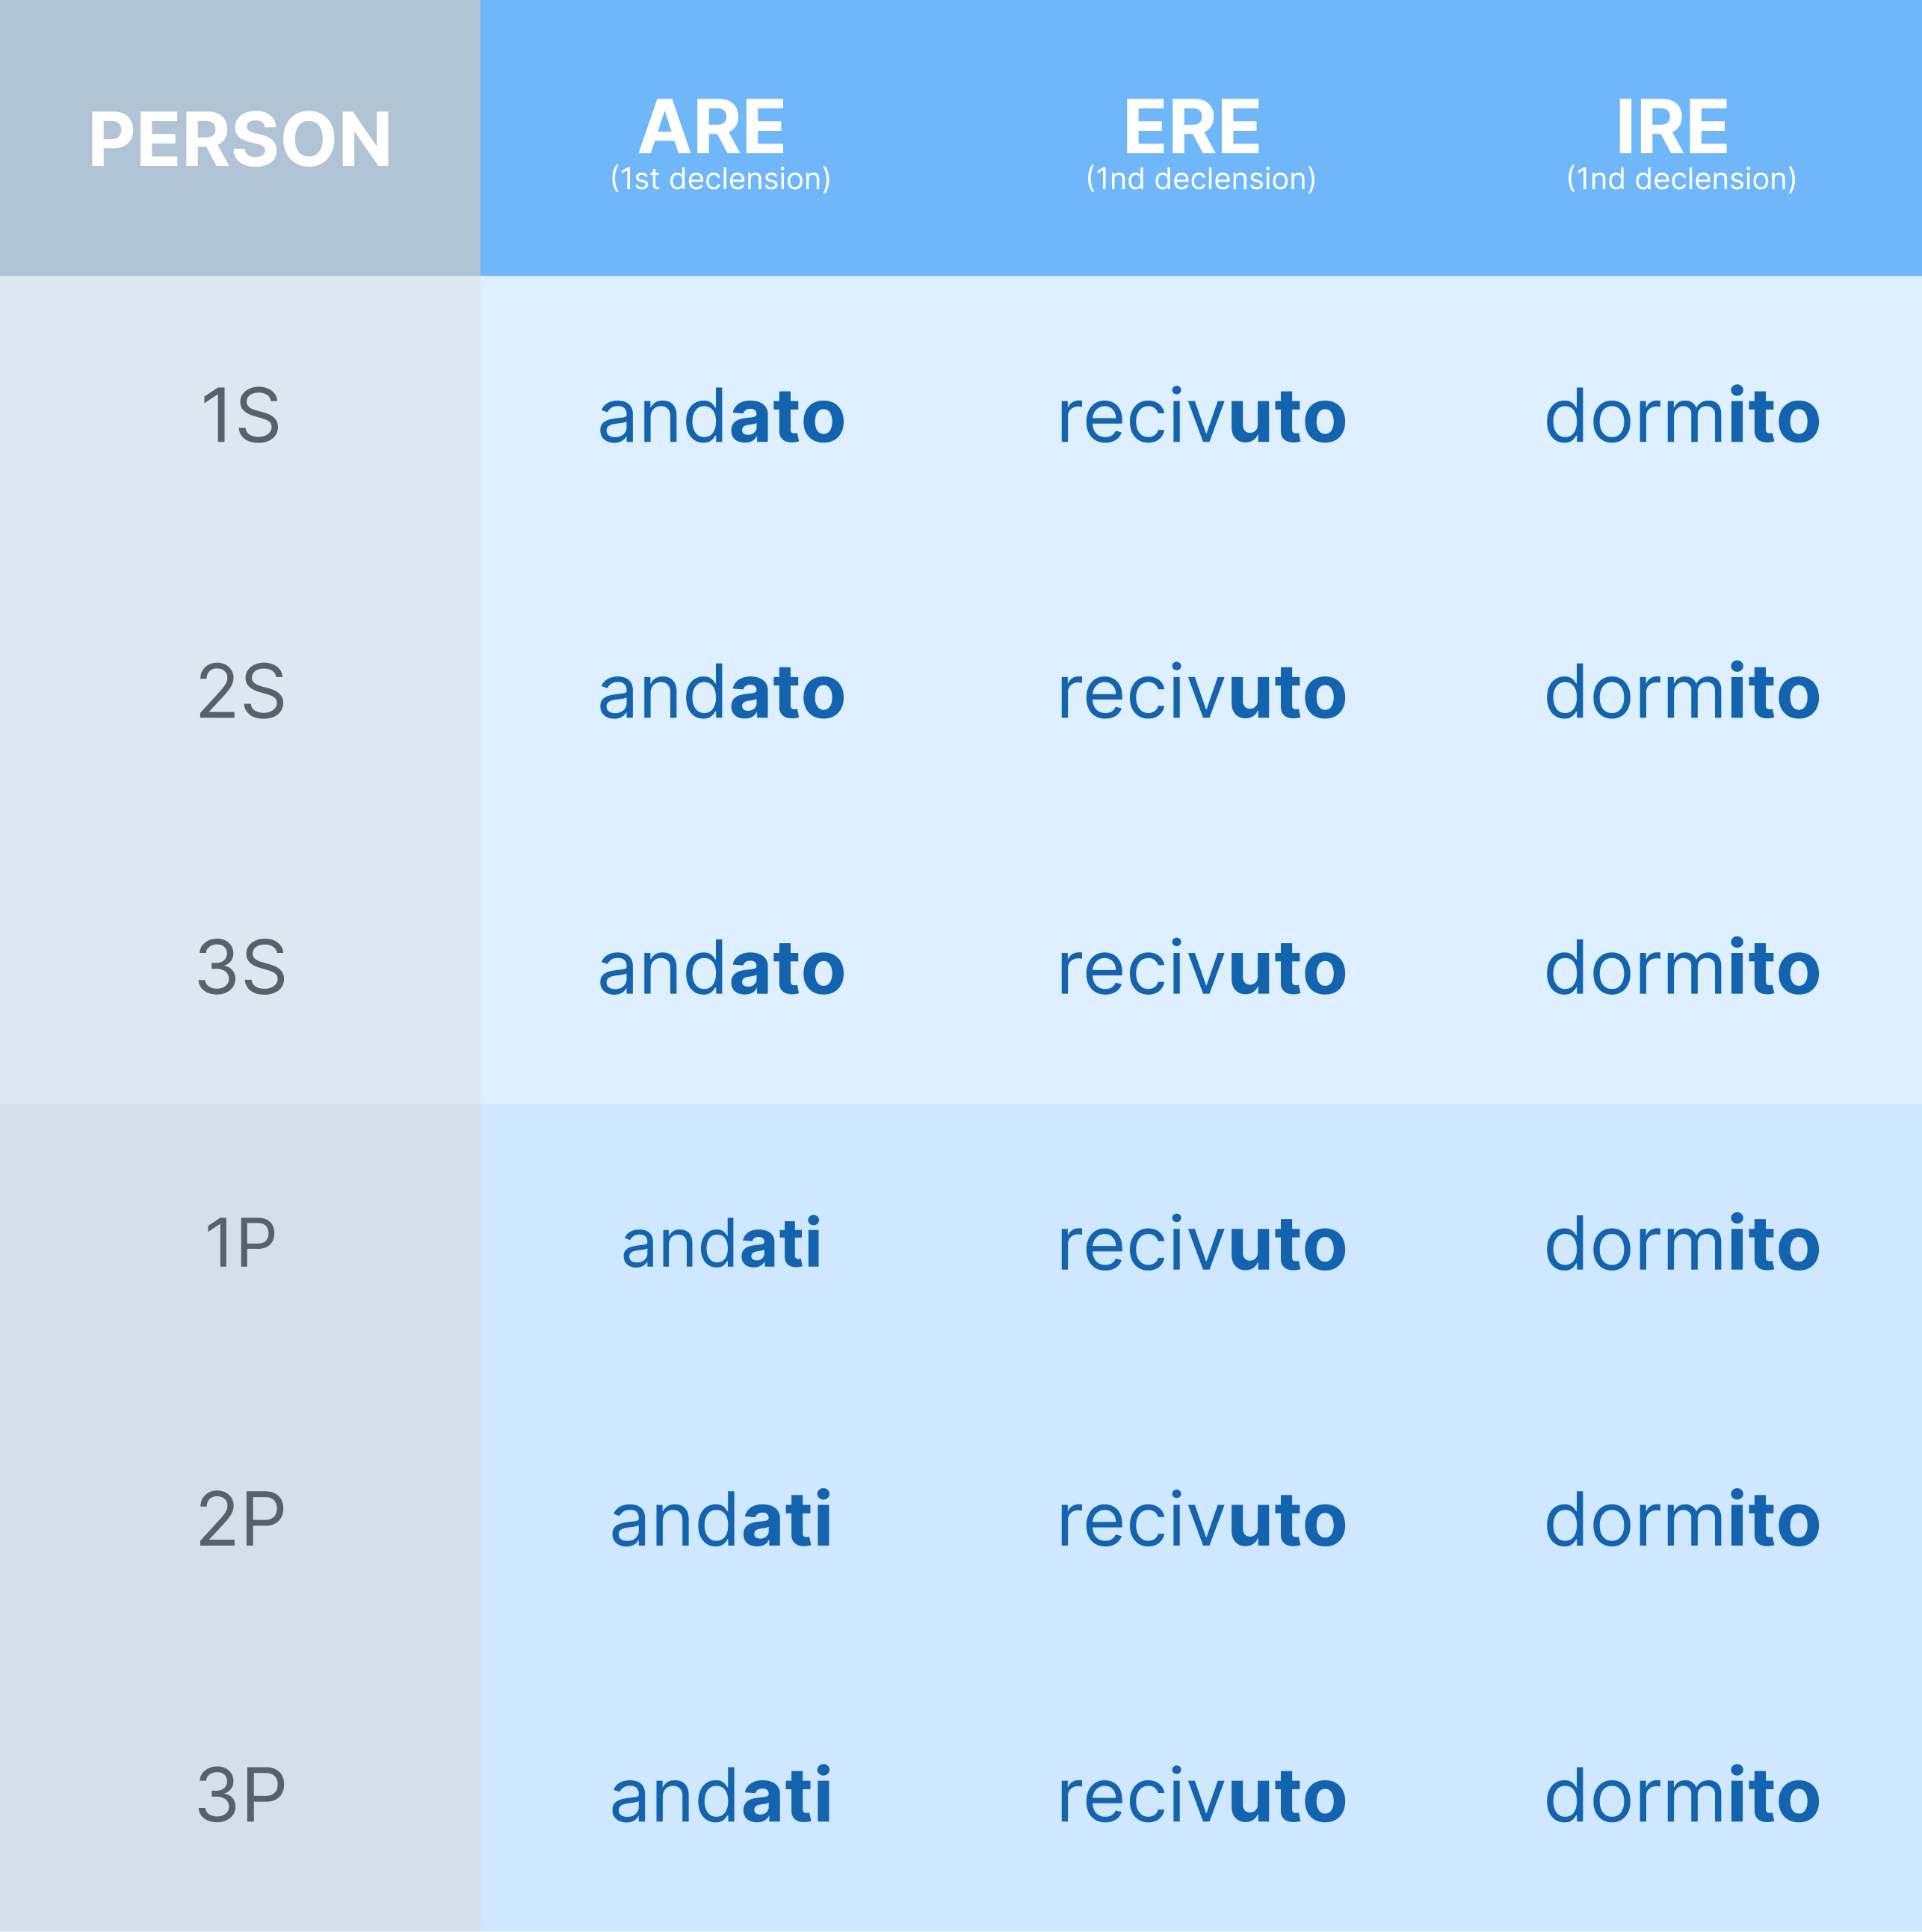 PERSON ARE ERE IRE
(1st declension) (1nd declension) (1nd declension)
1S andato recivuto dormito
2S andato recivuto dormito
3S andato recivuto dormito
1P andati recivuto dormito
2P andati recivuto dormito
3P andati recivuto dormito